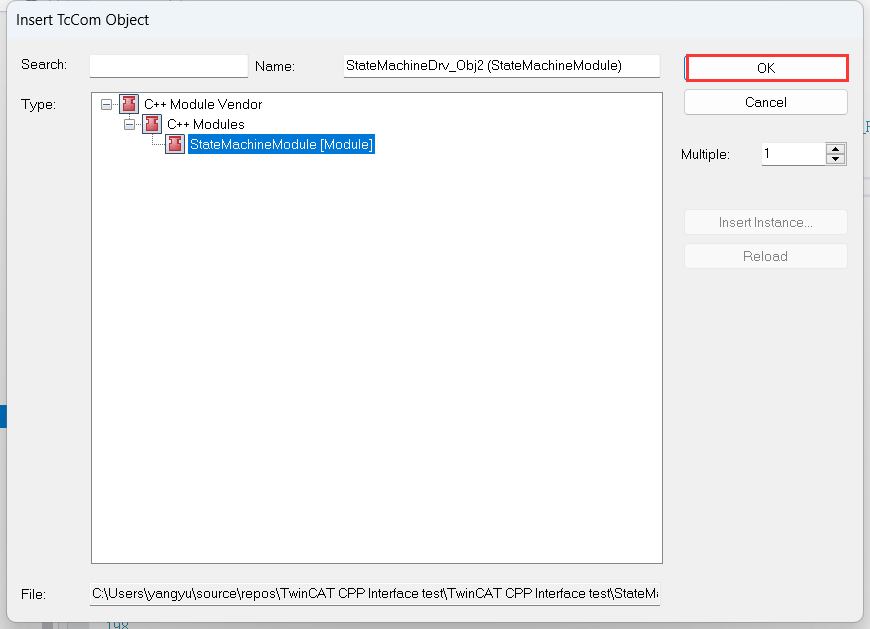 Insert TcCom Object
Search:
Name:
StateMachineDrv_Obj2 (StateMachineModule)
OK
Type:
C++ Module Vendor
C++ Modules
StateMachineModule [Module]
Cancel
Multiple:
1
Insert Instance...
Reload
File:
C:\Users\yangyu\source\repos\TwinCAT CPP Interface test\TwinCAT CPP Interface test\StateMa
198